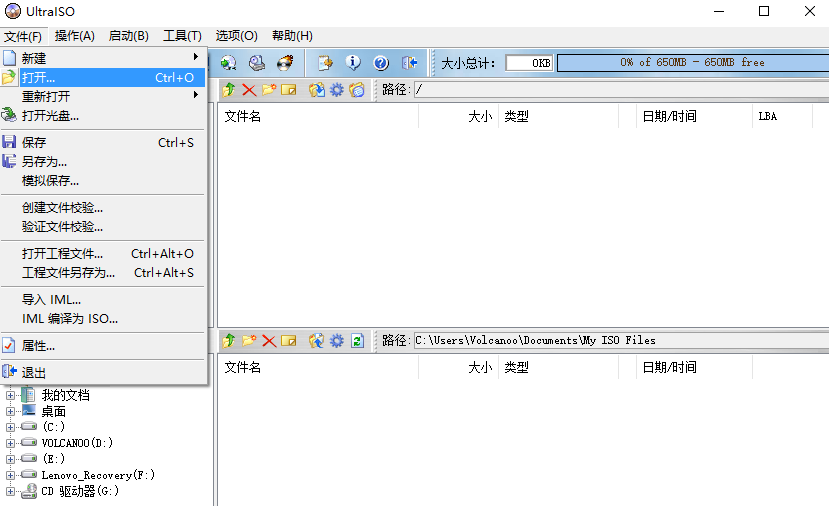 UltraISO
文件(F) 操作(A) 启动(B) 工具(T) 选项(O) 帮助(H)
新建
打开... Ctrl+O
重新打开
打开光盘...
保存 Ctrl+S
另存为...
模拟保存...
创建文件校验...
验证文件校验...
打开工程文件... Ctrl+Alt+O
工程文件另存为... Ctrl+Alt+S
导入 IML...
IML 编译为 ISO...
属性...
退出
大小总计: 0KB 0% of 650MB - 650MB free
路径: /
文件名 大小 类型 日期/时间 LBA
路径: C:\Users\Volcanoo\Documents\My ISO Files
文件名 大小 类型 日期/时间
我的文档
桌面
(C:)
VOLCANOO(D:)
(E:)
Lenovo_Recovery(F:)
CD 驱动器(G:)